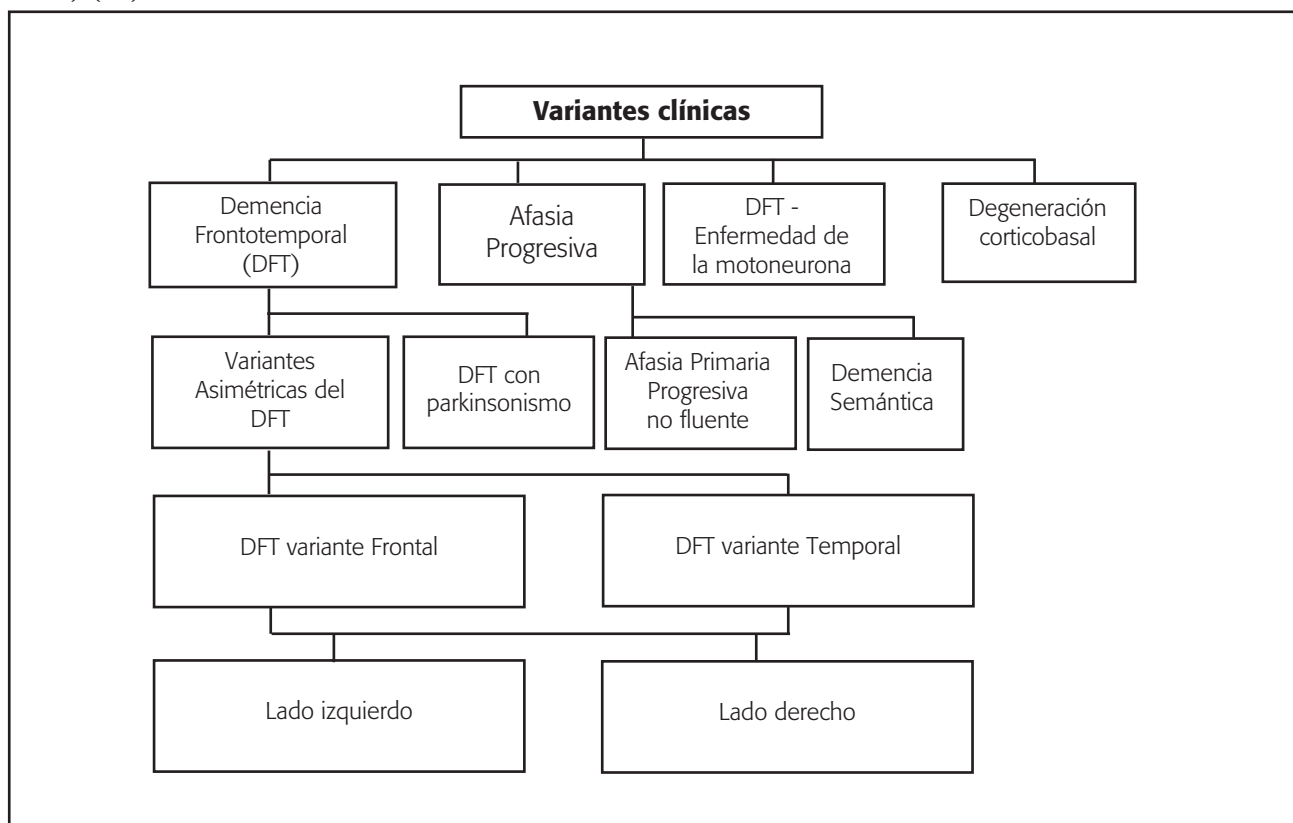 Variantes clínicas
Demencia
Frontotemporal
(DFT)
Afasia
Progresiva
DFT -
Enfermedad de
la motoneurona
Degeneración
corticobasal
Variantes
Asimétricas del
DFT
DFT con
parkinsonismo
Afasia Primaria
Progresiva
no fluente
Demencia
Semántica
DFT variante Frontal
DFT variante Temporal
Lado izquierdo
Lado derecho